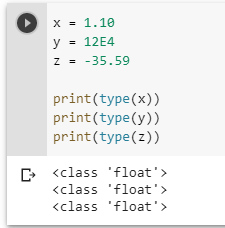 x = 1.10
y = 12E4
z = -35.59
print(type(x))
print(type(y))
print(type(z))
<class 'float'>
<class 'float'>
<class 'float'>